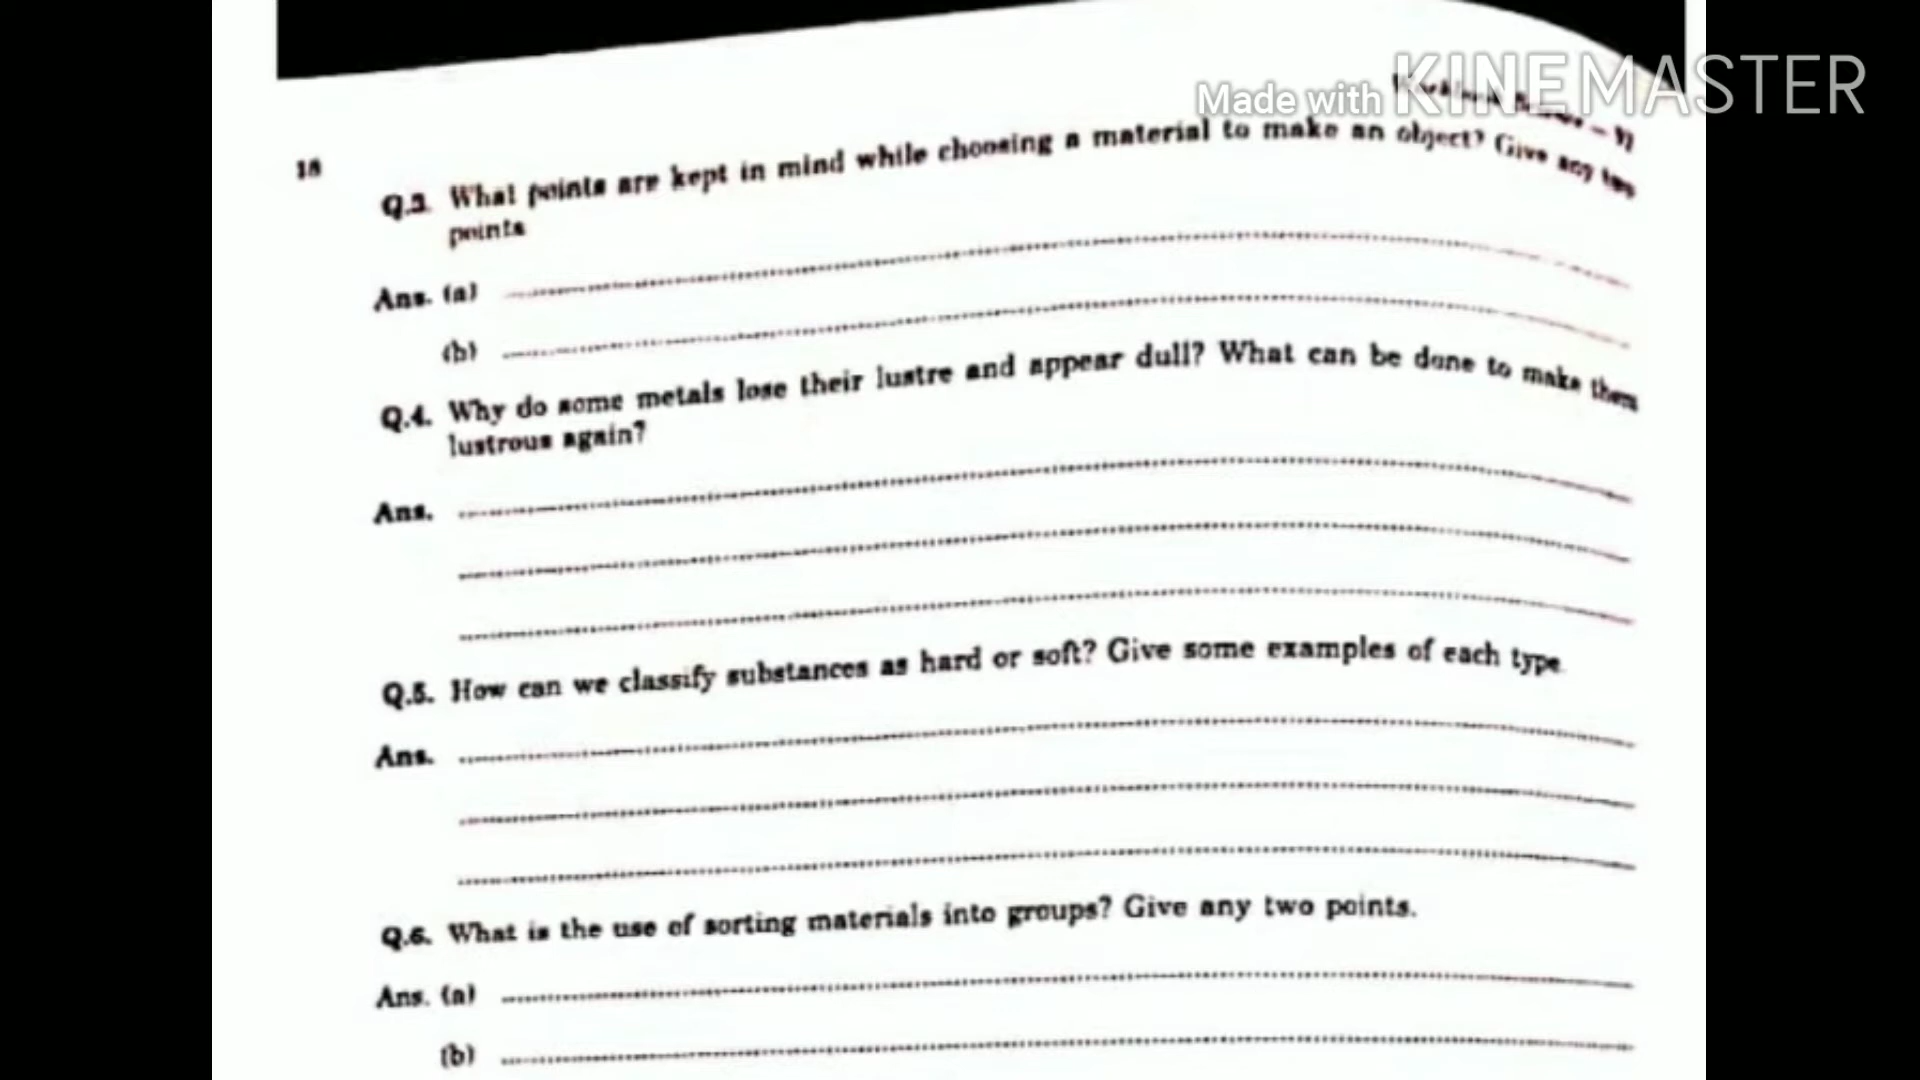 Made with KINEMASTER
18
Q.3. What points are kept in mind while choosing a material to make an object? Give any two
points
Ans. (a)
(b)
Q.4. Why do some metals lose their lustre and appear dull? What can be done to make them
lustrous again?
Ans.
Q.5. How can we classify substances as hard or soft? Give some examples of each type
Ans.
Q.6. What is the use of sorting materials into groups? Give any two points.
Ans. (a)
(b)